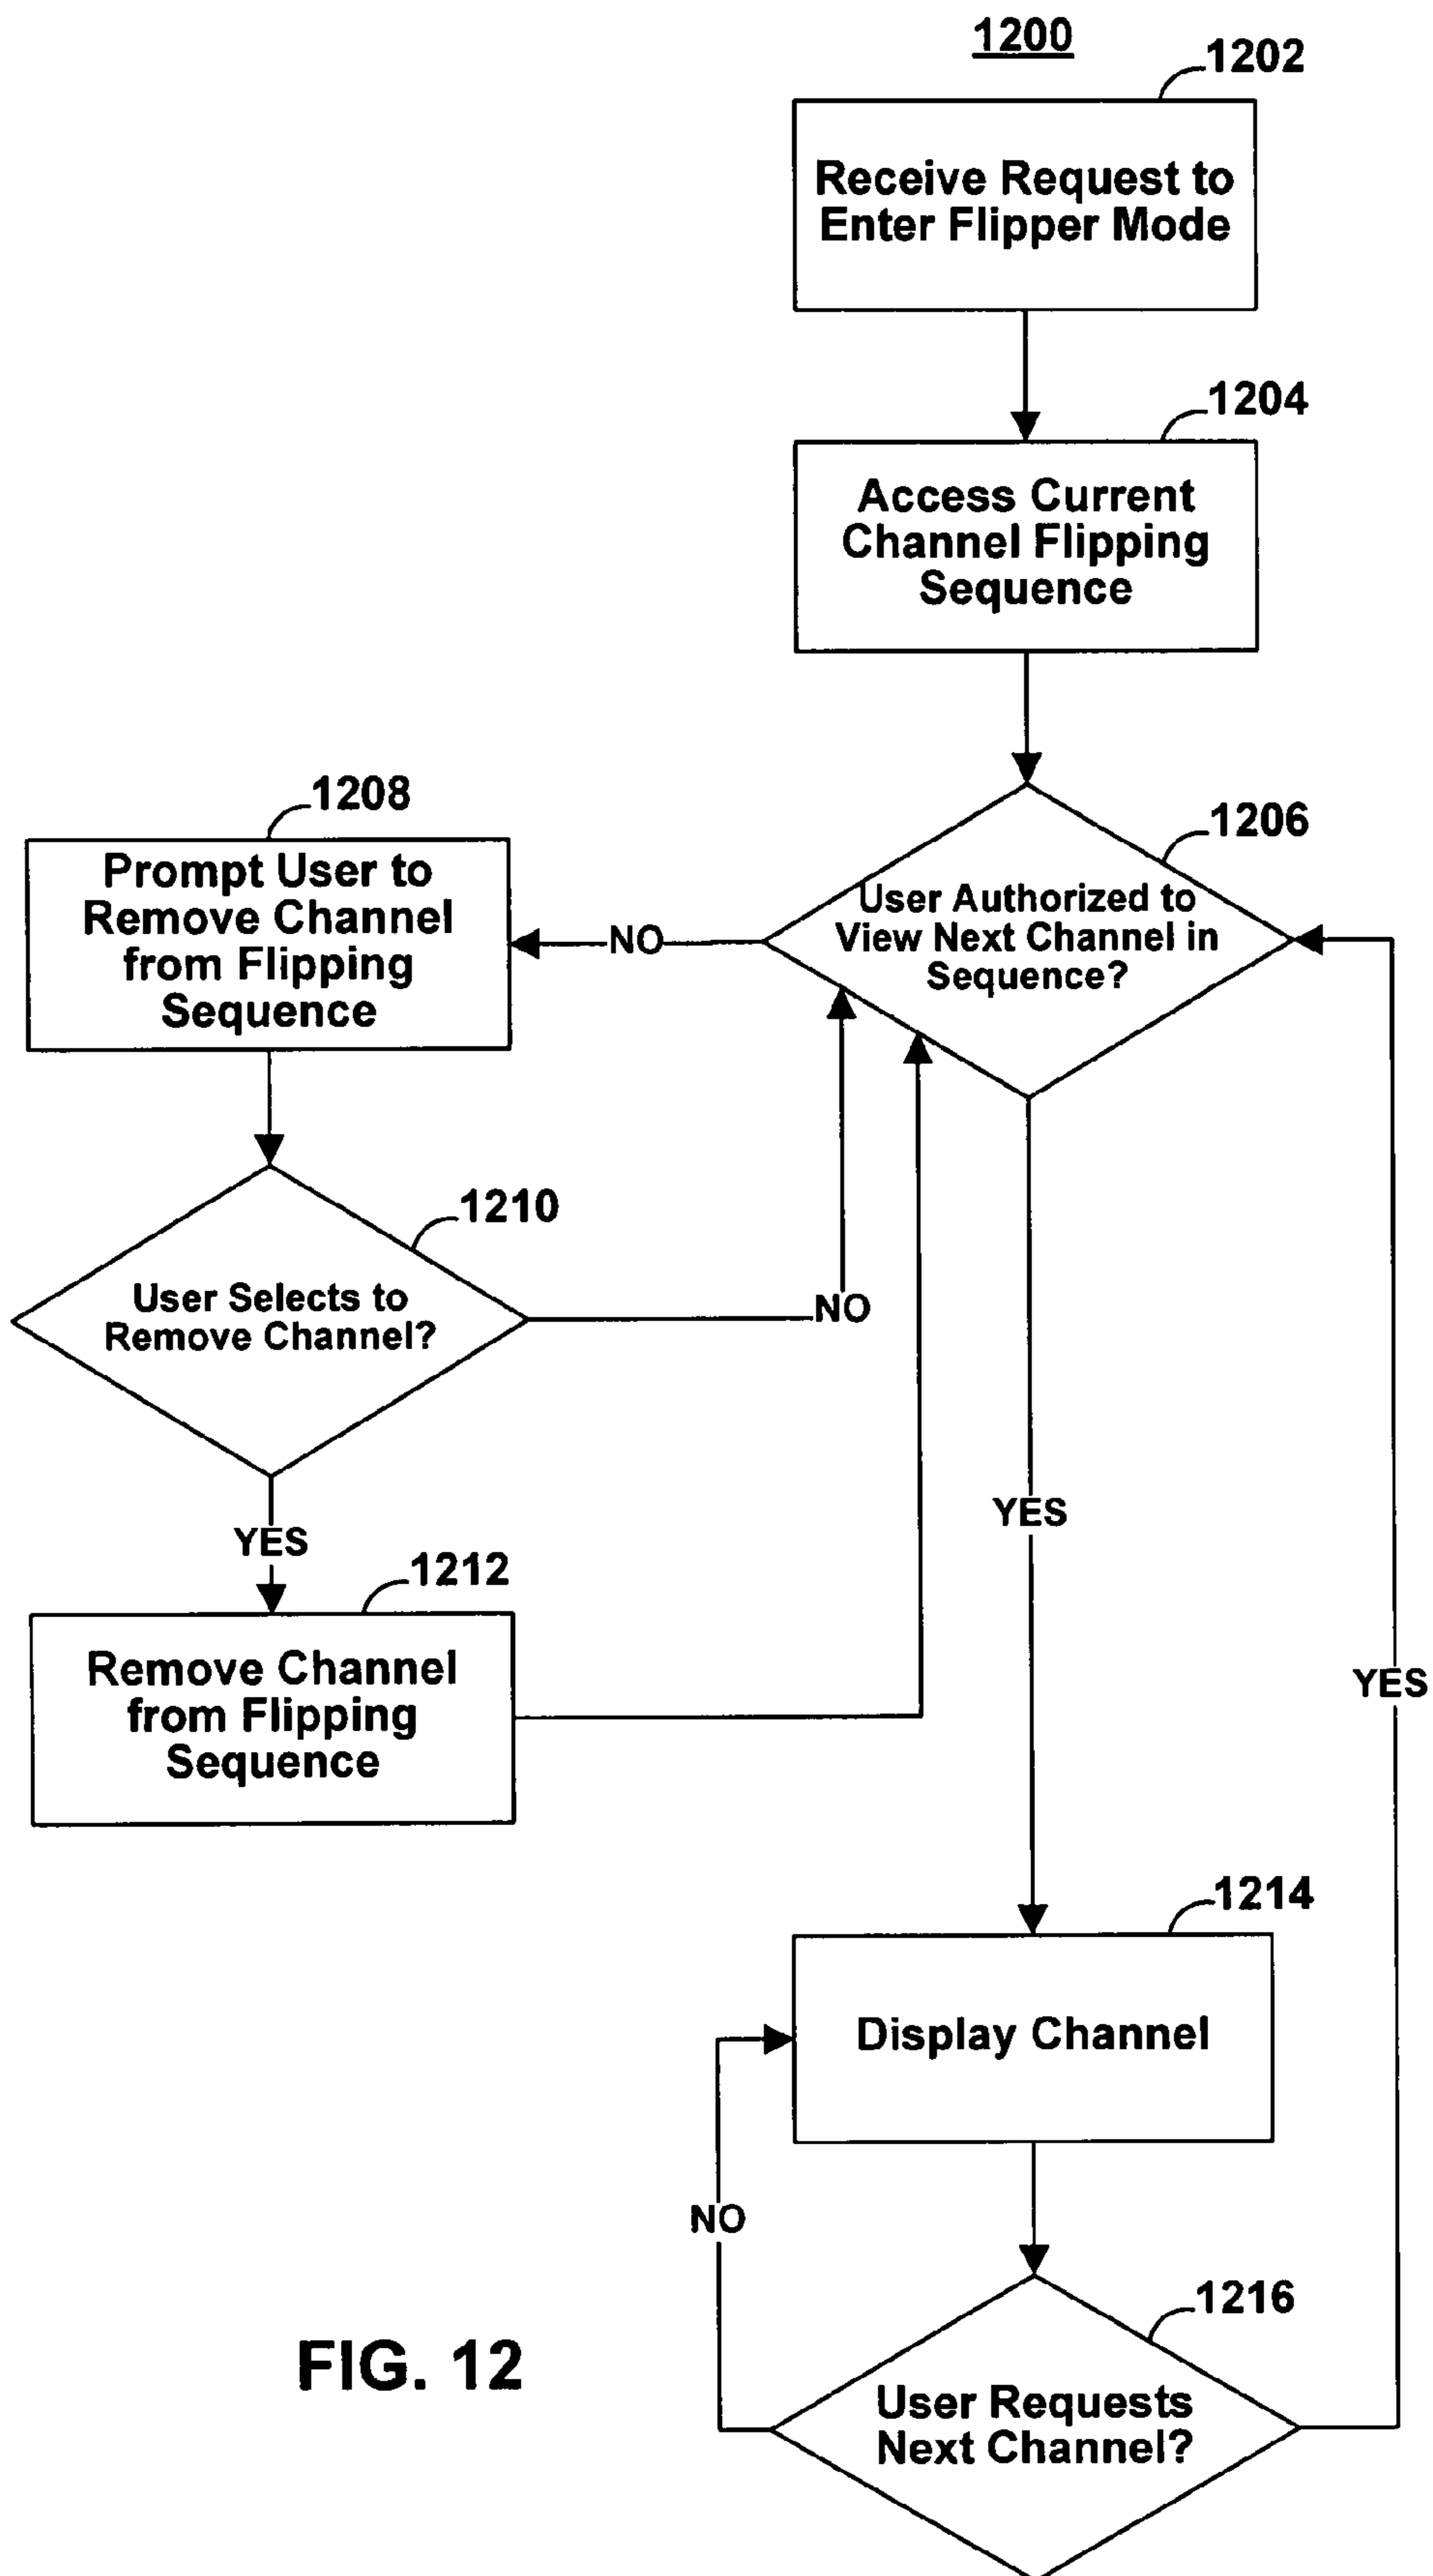 1200
1202
Receive Request to
Enter Flipper Mode
1204
Access Current
Channel Flipping
Sequence
1208
Prompt User to
Remove Channel
from Flipping
Sequence
NO
1206
User Authorized to
View Next Channel in
Sequence?
1210
User Selects to
Remove Channel?
NO
YES
YES
1212
Remove Channel
from Flipping
Sequence
YES
1214
Display Channel
NO
1216
User Requests
Next Channel?
FIG. 12